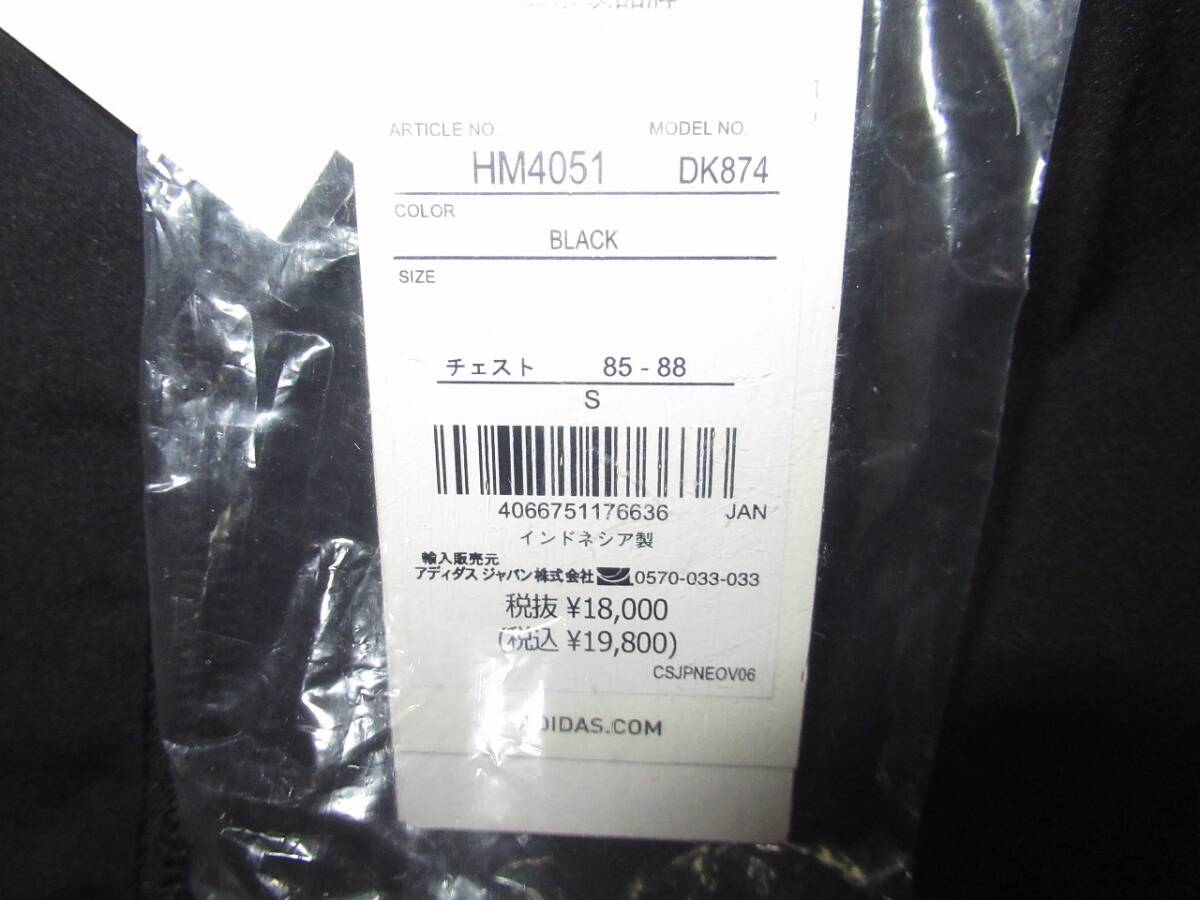 ARTICLE NO MODEL NO.
HM4051 DK874
COLOR
BLACK
SIZE
チェスト 85 - 88
S
4066751176636 JAN
インドネシア製
輸入販売元
アディダス ジャパン株式会社 0570-033-033
税抜 ¥18,000
(税込 ¥19,800)
CSJPNEOV06
ADIDAS.COM